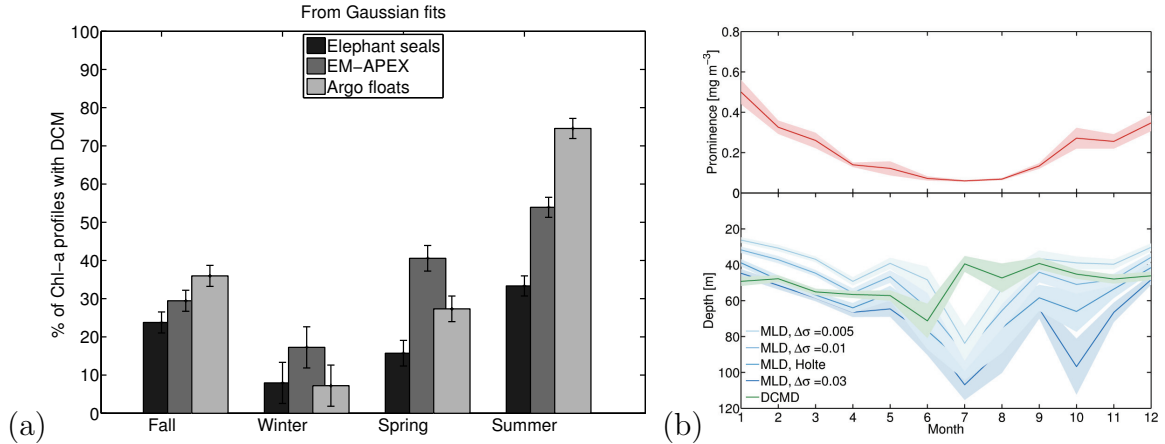 From Gaussian fits
% of Chl−a profiles with DCM
100
90
80
70
60
50
40
30
20
10
0
Elephant seals
EM−APEX
Argo floats
Fall Winter Spring Summer
(a)
Prominence [mg m⁻³]
0.8
0.6
0.4
0.2
0
Depth [m]
20
40
60
80
100
120
MLD, Δσ =0.005
MLD, Δσ =0.01
MLD, Holte
MLD, Δσ =0.03
DCMD
1 2 3 4 5 6 7 8 9 10 11 12
Month
(b)